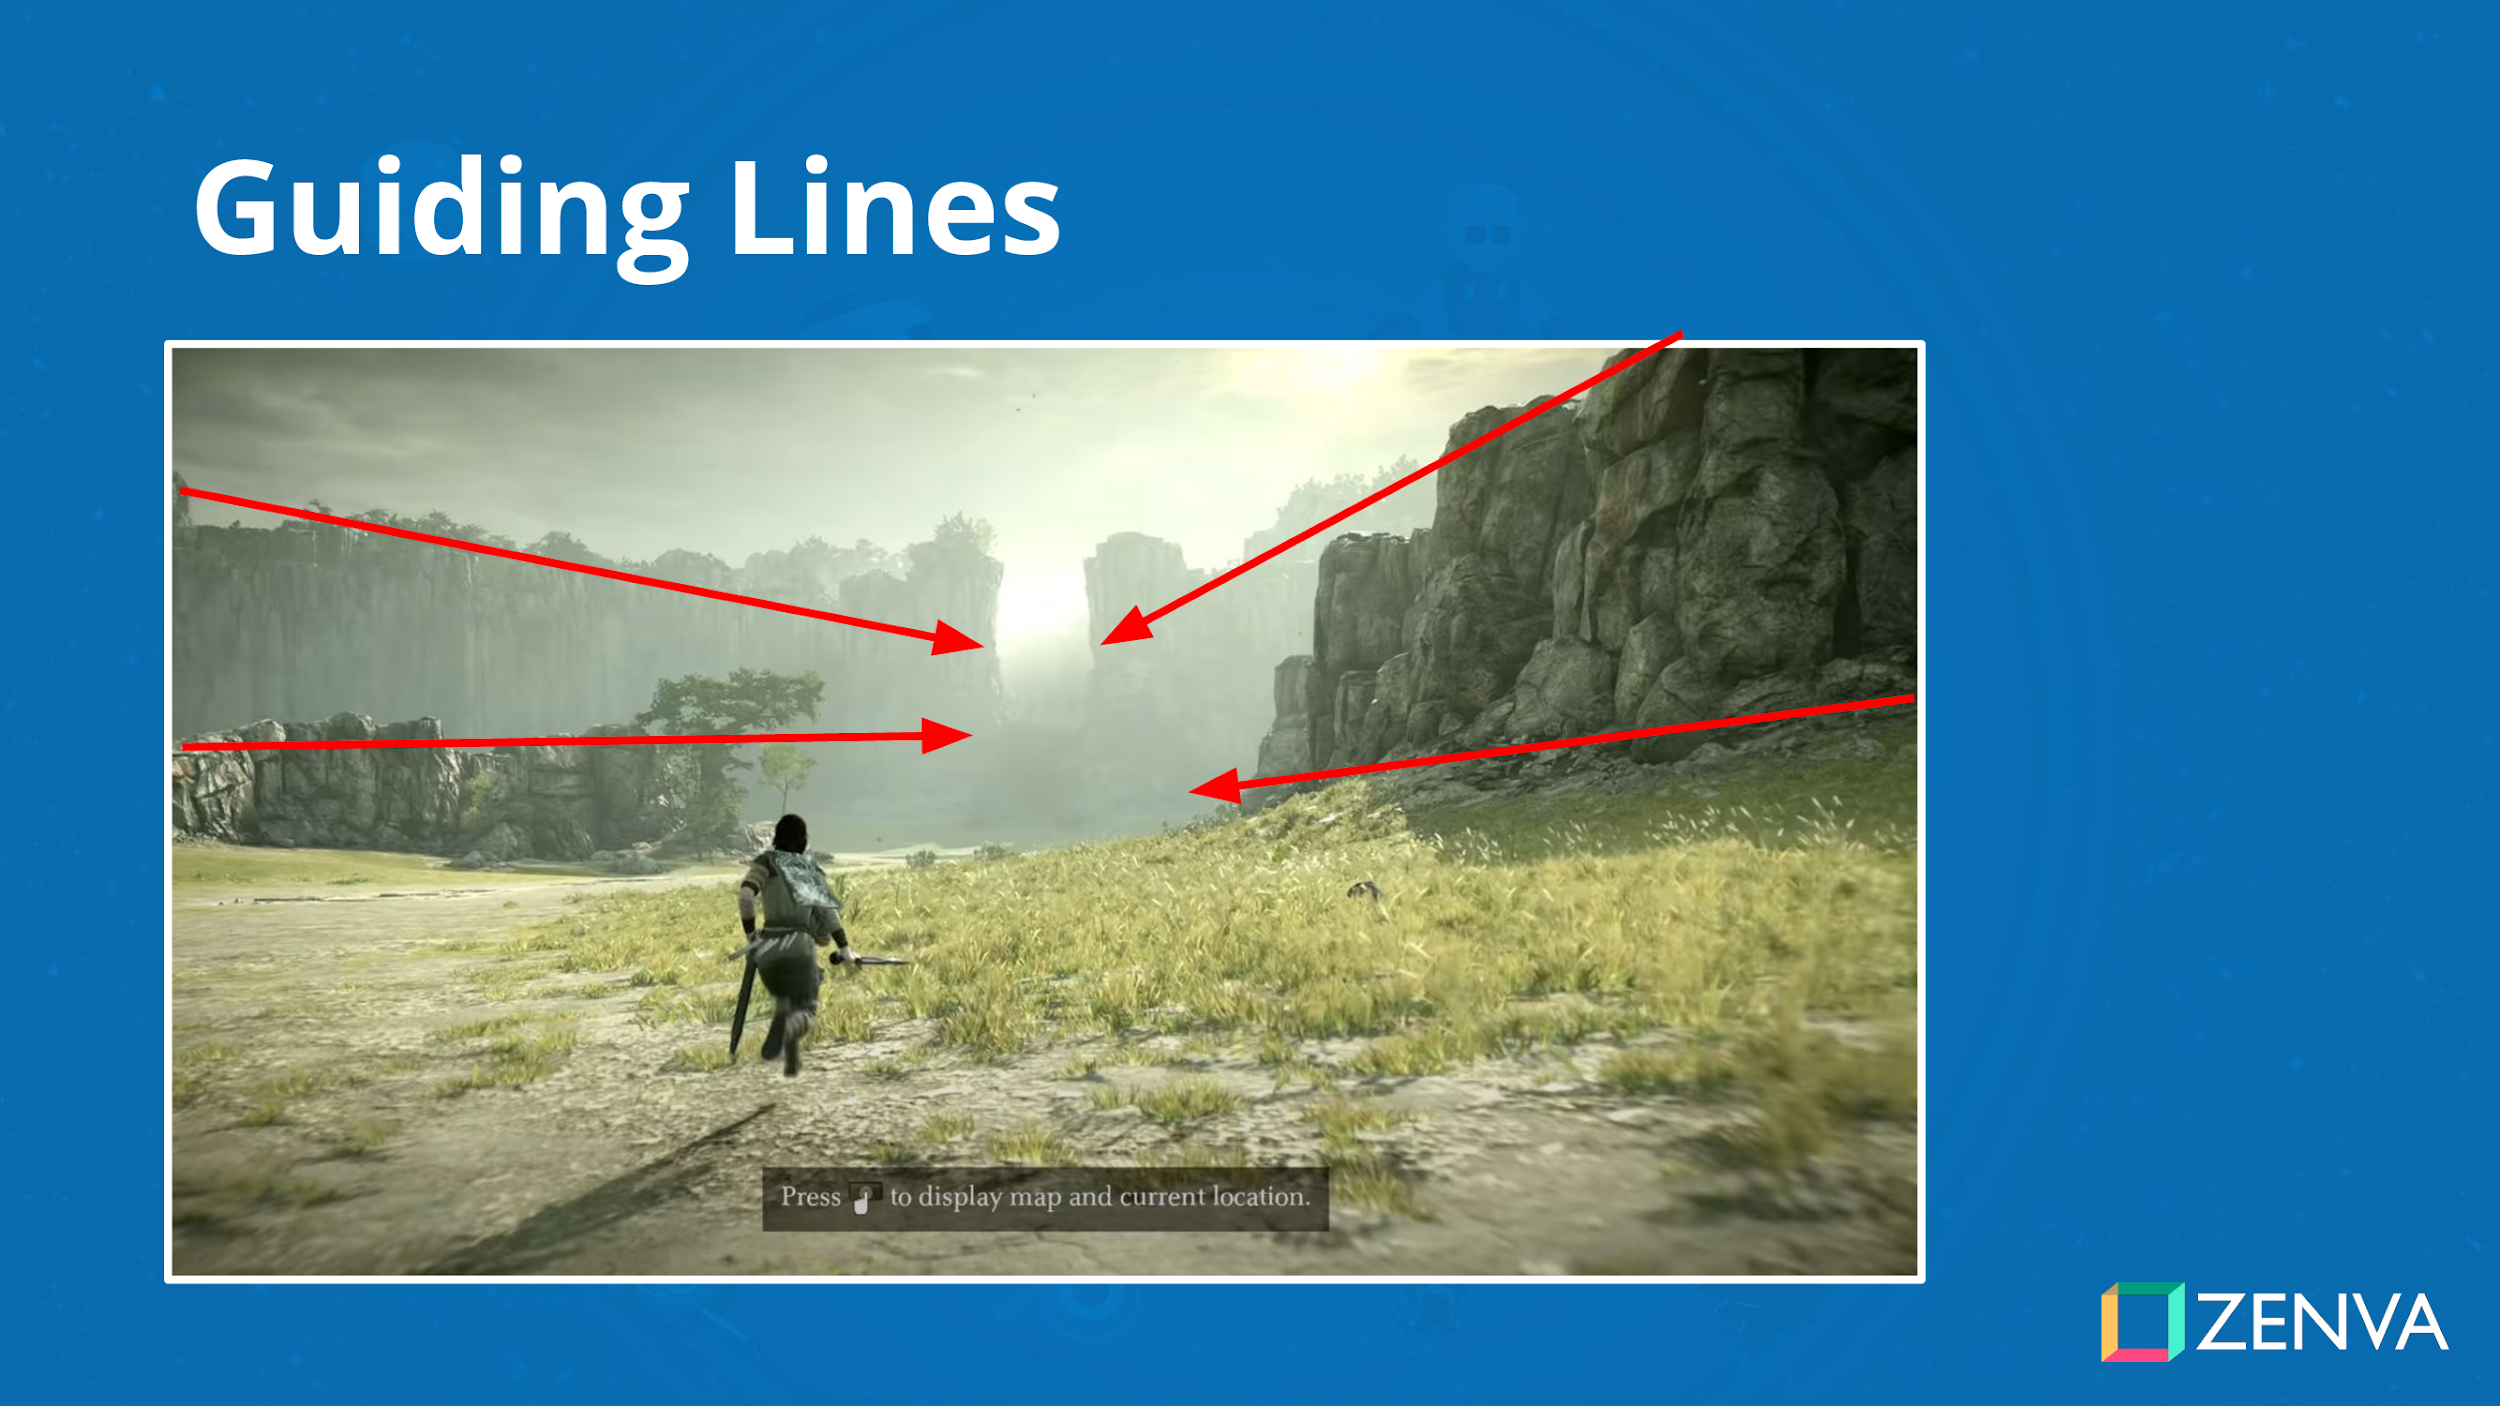 Guiding Lines
Press to display map and current location.
ZENVA